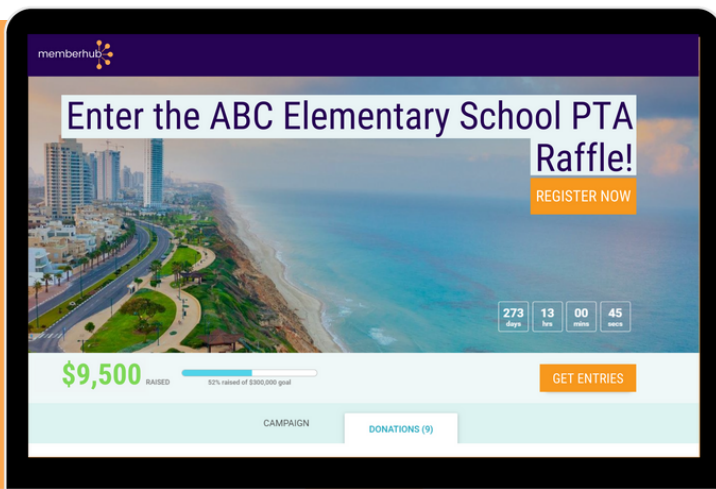 memberhub
Enter the ABC Elementary School PTA
Raffle!
REGISTER NOW
273 13 00 45
days hrs mins secs
$9,500 RAISED
52% raised of $300,000 goal
GET ENTRIES
CAMPAIGN
DONATIONS (9)